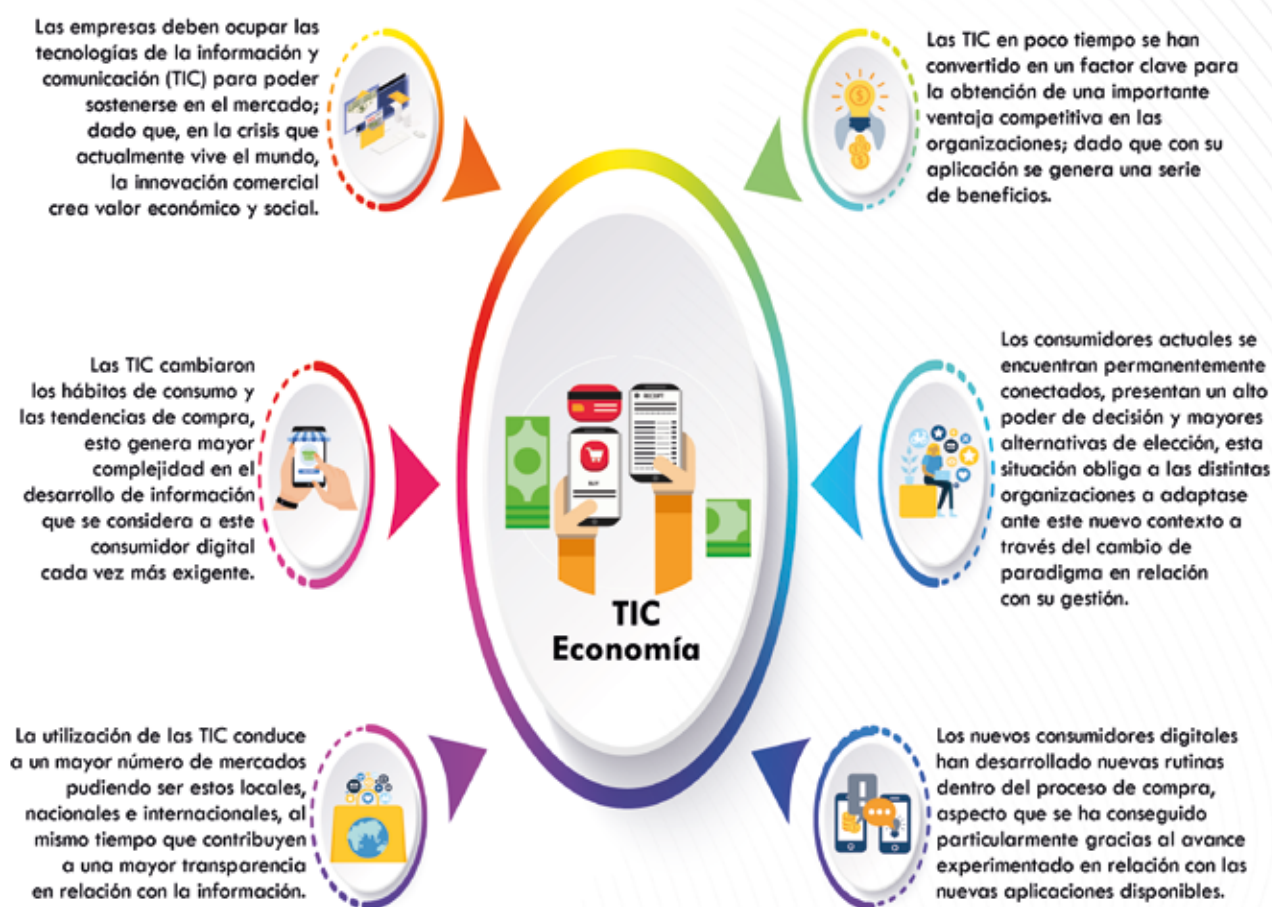 Las empresas deben ocupar las
tecnologías de la información y
comunicación (TIC) para poder
sostenerse en el mercado;
dado que, en la crisis que
actualmente vive el mundo,
la innovación comercial
crea valor económico y social.
Las TIC en poco tiempo se han
convertido en un factor clave para
la obtención de una importante
ventaja competitiva en las
organizaciones; dado que con su
aplicación se genera una serie
de beneficios.
Las TIC cambiaron
los hábitos de consumo y
las tendencias de compra,
esto genera mayor
complejidad en el
desarrollo de información
que se considera a este
consumidor digital
cada vez más exigente.
Los consumidores actuales se
encuentran permanentemente
conectados, presentan un alto
poder de decisión y mayores
alternativas de elección, esta
situación obliga a las distintas
organizaciones a adaptase
ante este nuevo contexto a
través del cambio de
paradigma en relación
con su gestión.
RECEIPT
BUY
TIC
Economía
La utilización de las TIC conduce
a un mayor número de mercados
pudiendo ser estos locales,
nacionales e internacionales, al
mismo tiempo que contribuyen
a una mayor transparencia
en relación con la información.
Los nuevos consumidores digitales
han desarrollado nuevas rutinas
dentro del proceso de compra,
aspecto que se ha conseguido
particularmente gracias al avance
experimentado en relación con las
nuevas aplicaciones disponibles.